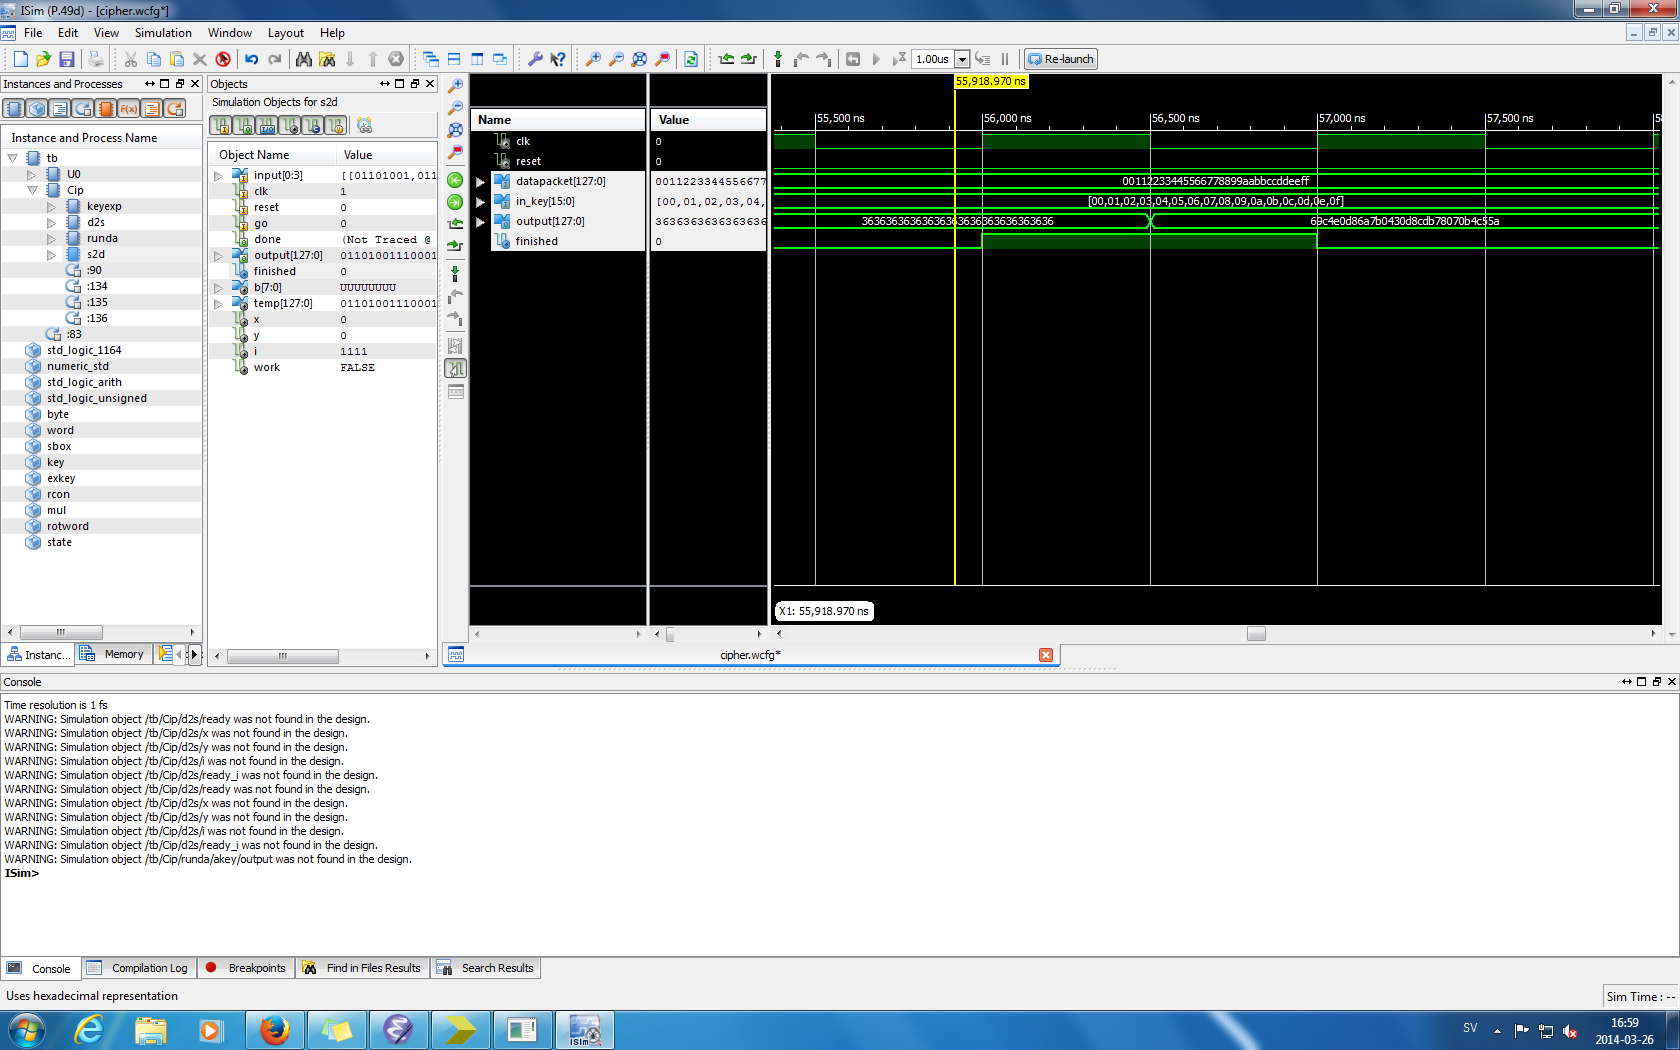 ISim (P.49d) - [cipher.wcfg*]
File Edit View Simulation Window Layout Help
1.00us
Re-launch
Instances and Processes
Instance and Process Name
tb
U0
Cip
keyexp
d2s
runda
s2d
:90
:134
:135
:136
:83
std_logic_1164
numeric_std
std_logic_arith
std_logic_unsigned
byte
word
sbox
key
exkey
rcon
mul
rotword
state
Instanc...
Memory
Objects
Simulation Objects for s2d
Object Name Value
input[0:3] [[01101001,011
clk 1
reset 0
go 0
done (Not Traced @
output[127:0] 01101001110001
finished 0
b[7:0] UUUUUUUU
temp[127:0] 01101001110001
x 0
y 0
i 1111
work FALSE
Name Value
clk 0
reset 0
datapacket[127:0] 0011223344556677
in_key[15:0] [00,01,02,03,04,
output[127:0] 3636363636363636
finished 0
55,918.970 ns
55,500 ns 56,000 ns 56,500 ns 57,000 ns 57,500 ns 58
00112233445566778899aabbccddeeff
[00,01,02,03,04,05,06,07,08,09,0a,0b,0c,0d,0e,0f]
36363636363636363636363636363636 69c4e0d86a7b0430d8cdb78070b4c55a
X1: 55,918.970 ns
cipher.wcfg*
Console
Time resolution is 1 fs
WARNING: Simulation object /tb/Cip/d2s/ready was not found in the design.
WARNING: Simulation object /tb/Cip/d2s/x was not found in the design.
WARNING: Simulation object /tb/Cip/d2s/y was not found in the design.
WARNING: Simulation object /tb/Cip/d2s/i was not found in the design.
WARNING: Simulation object /tb/Cip/d2s/ready_i was not found in the design.
WARNING: Simulation object /tb/Cip/d2s/ready was not found in the design.
WARNING: Simulation object /tb/Cip/d2s/x was not found in the design.
WARNING: Simulation object /tb/Cip/d2s/y was not found in the design.
WARNING: Simulation object /tb/Cip/d2s/i was not found in the design.
WARNING: Simulation object /tb/Cip/d2s/ready_i was not found in the design.
WARNING: Simulation object /tb/Cip/runda/akey/output was not found in the design.
ISim>
Console Compilation Log Breakpoints Find in Files Results Search Results
Uses hexadecimal representation
Sim Time : --
ISim
SV
16:59
2014-03-26